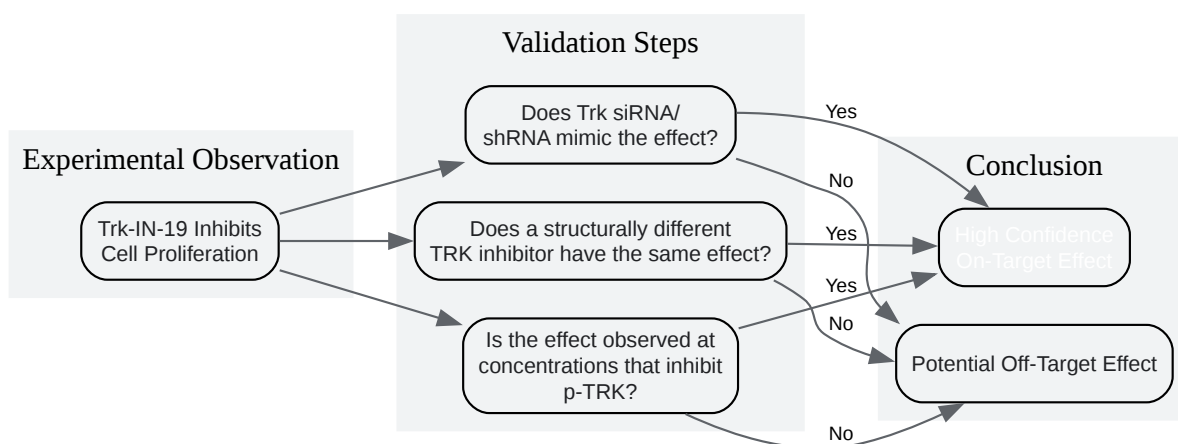 Validation Steps
Experimental Observation
Conclusion
Trk-IN-19 Inhibits
Cell Proliferation
Does Trk siRNA/
shRNA mimic the effect?
Does a structurally different
TRK inhibitor have the same effect?
Is the effect observed at
concentrations that inhibit
p-TRK?
Yes
No
Yes
Yes
No
No
High Confidence
On-Target Effect
Potential Off-Target Effect